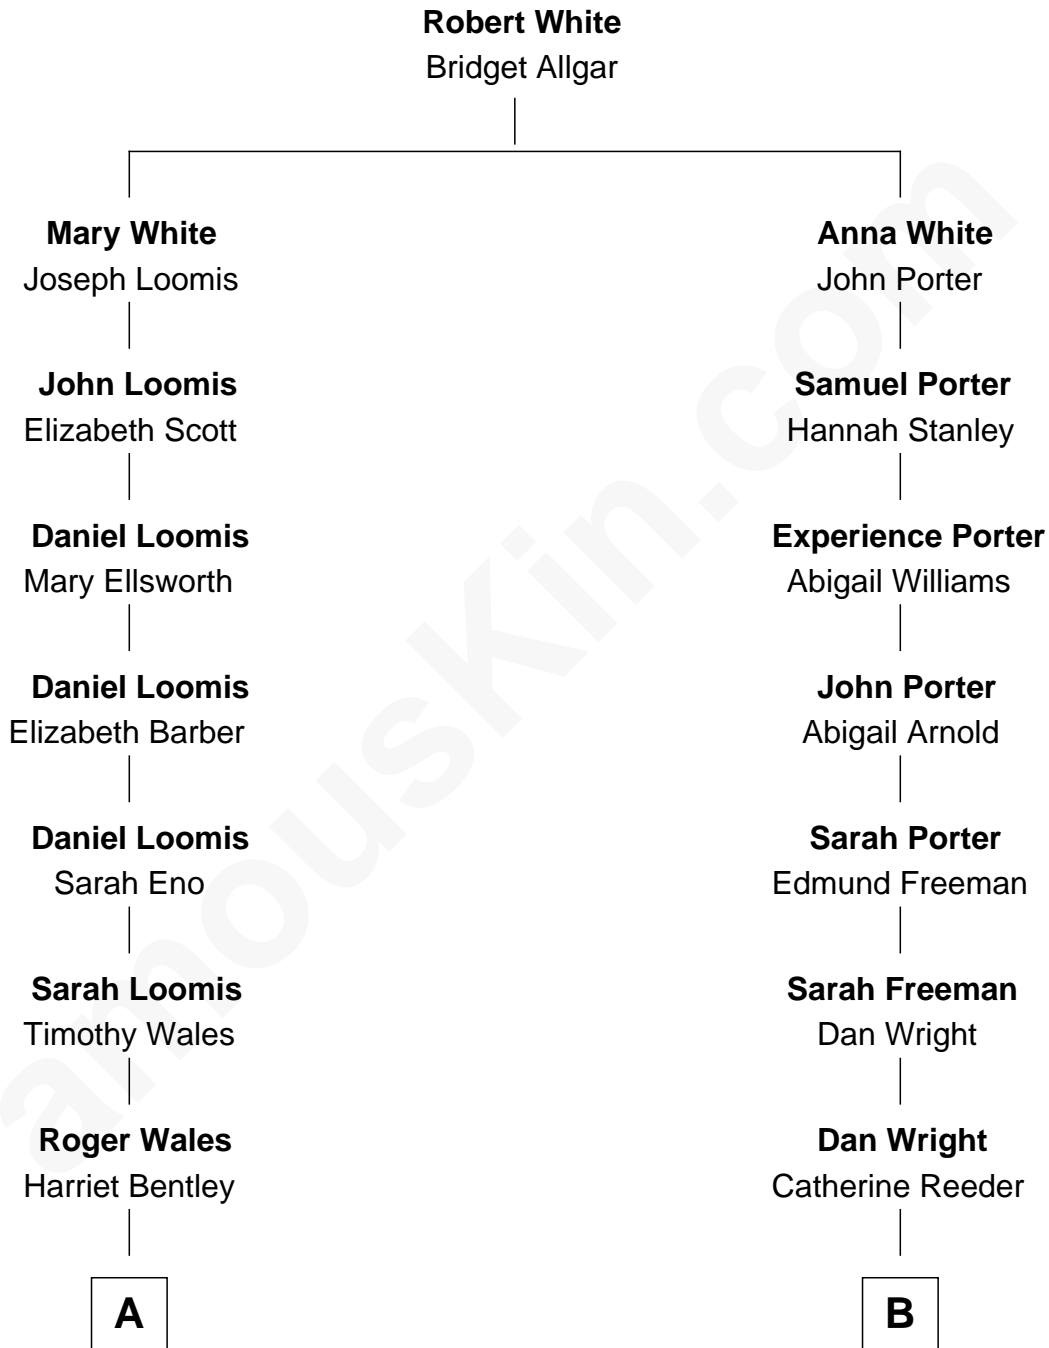 Robert White
Bridget Allgar
Mary White
Joseph Loomis
John Loomis
Elizabeth Scott
Daniel Loomis
Mary Ellsworth
Daniel Loomis
Elizabeth Barber
Daniel Loomis
Sarah Eno
Sarah Loomis
Timothy Wales
Roger Wales
Harriet Bentley
A
Anna White
John Porter
Samuel Porter
Hannah Stanley
Experience Porter
Abigail Williams
John Porter
Abigail Arnold
Sarah Porter
Edmund Freeman
Sarah Freeman
Dan Wright
Dan Wright
Catherine Reeder
B
amouskin.com